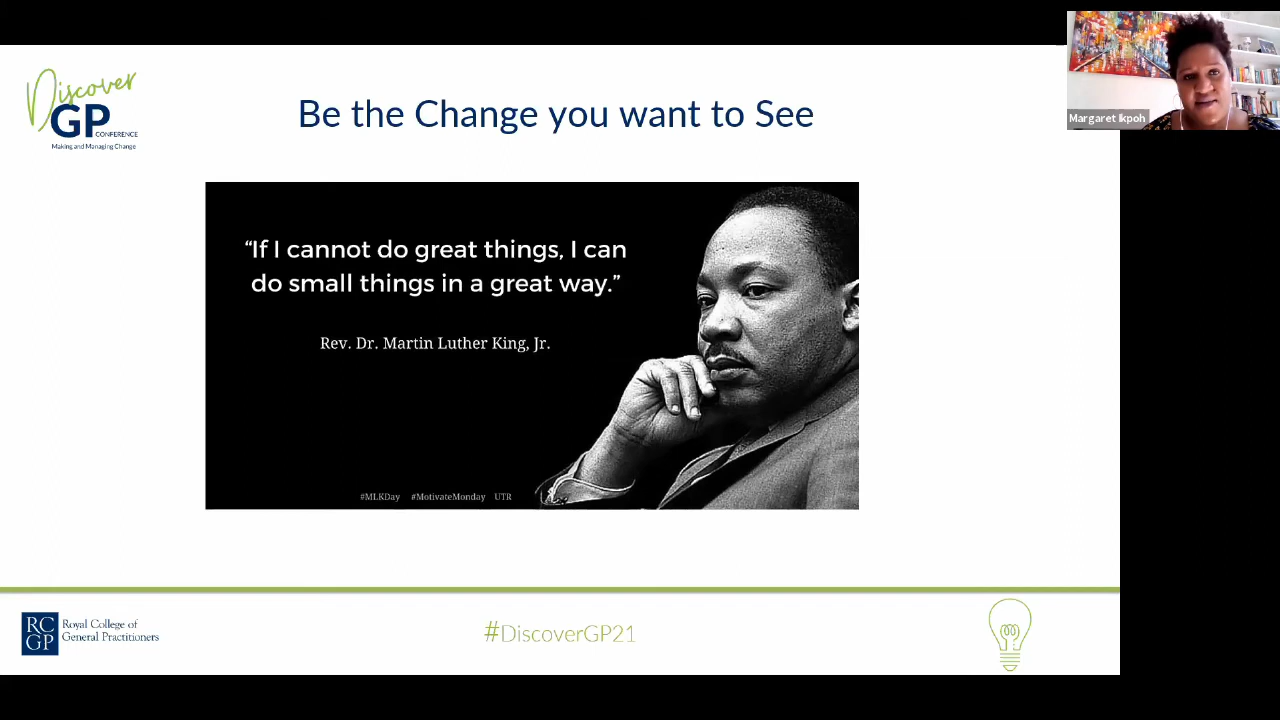 Discover
GP
CONFERENCE
Making and Managing Change
Be the Change you want to See
Margaret Ikpoh
“If I cannot do great things, I can
do small things in a great way.”
Rev. Dr. Martin Luther King, Jr.
#MLKDay #MotivateMonday UTR
RC
GP
Royal College of
General Practitioners
#DiscoverGP21